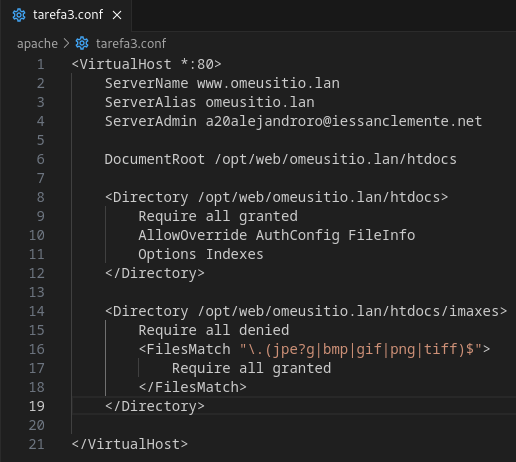 tarefa3.conf
apache > tarefa3.conf
1 <VirtualHost *:80>
2     ServerName www.omeusitio.lan
3     ServerAlias omeusitio.lan
4     ServerAdmin a20alejandroro@iessanclemente.net
5
6     DocumentRoot /opt/web/omeusitio.lan/htdocs
7
8     <Directory /opt/web/omeusitio.lan/htdocs>
9         Require all granted
10         AllowOverride AuthConfig FileInfo
11         Options Indexes
12     </Directory>
13
14     <Directory /opt/web/omeusitio.lan/htdocs/imaxes>
15         Require all denied
16         <FilesMatch "\.(jpe?g|bmp|gif|png|tiff)$">
17             Require all granted
18         </FilesMatch>
19     </Directory>
20
21 </VirtualHost>